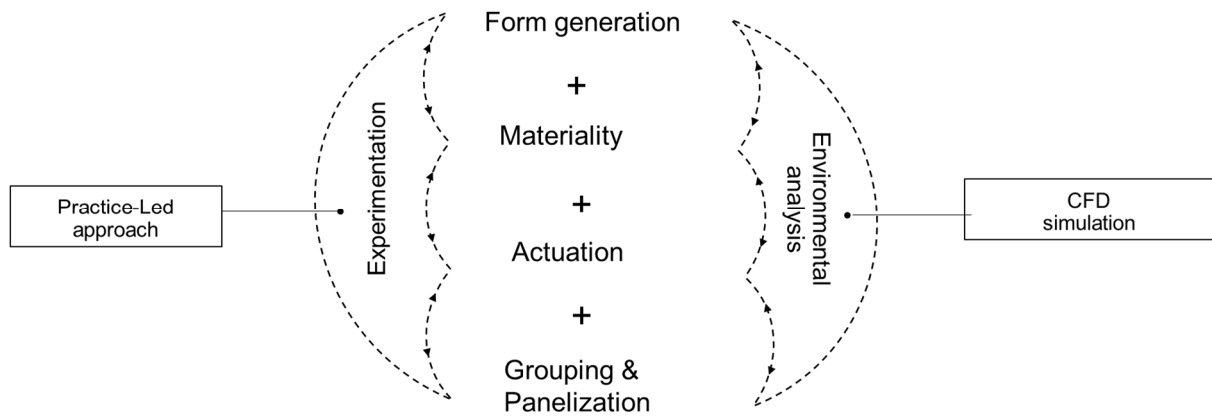 Form generation
+
Materiality
+
Actuation
+
Grouping &
Panelization
Experimentation
Practice-Led
approach
Environmental
analysis
CFD
simulation